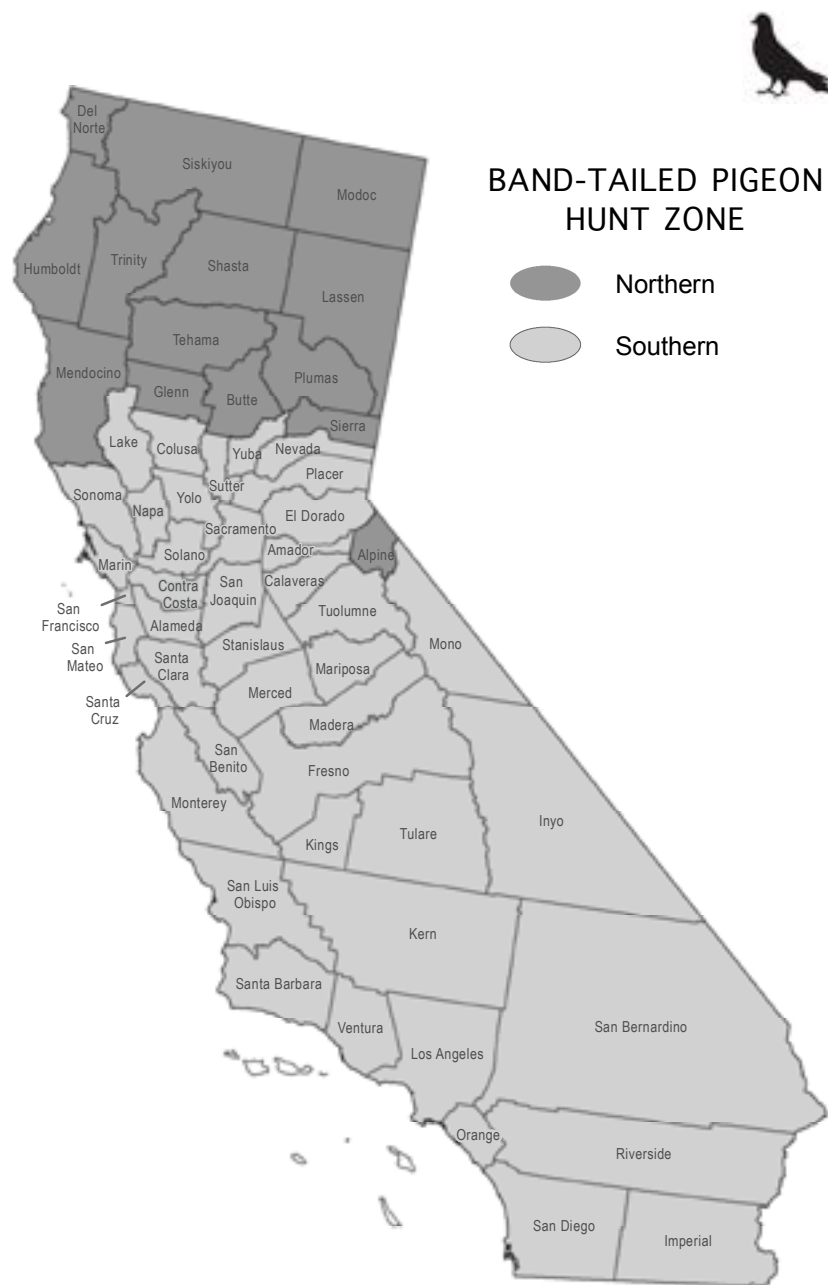 BAND-TAILED PIGEON
HUNT ZONE
Northern
Southern
Del
Norte
Siskiyou
Modoc
Humboldt
Trinity
Shasta
Lassen
Tehama
Mendocino
Glenn
Butte
Plumas
Sierra
Lake
Colusa
Yuba
Nevada
Sutter
Placer
Sonoma
Napa
Yolo
El Dorado
Sacramento
Solano
Amador
Alpine
Marin
Contra
Costa
San
Joaquin
Calaveras
San
Francisco
Alameda
Tuolumne
San
Mateo
Santa
Clara
Stanislaus
Mono
Mariposa
Santa
Cruz
Merced
Madera
San
Benito
Fresno
Monterey
Kings
Tulare
Inyo
San Luis
Obispo
Kern
Santa Barbara
Ventura
Los Angeles
San Bernardino
Orange
Riverside
San Diego
Imperial